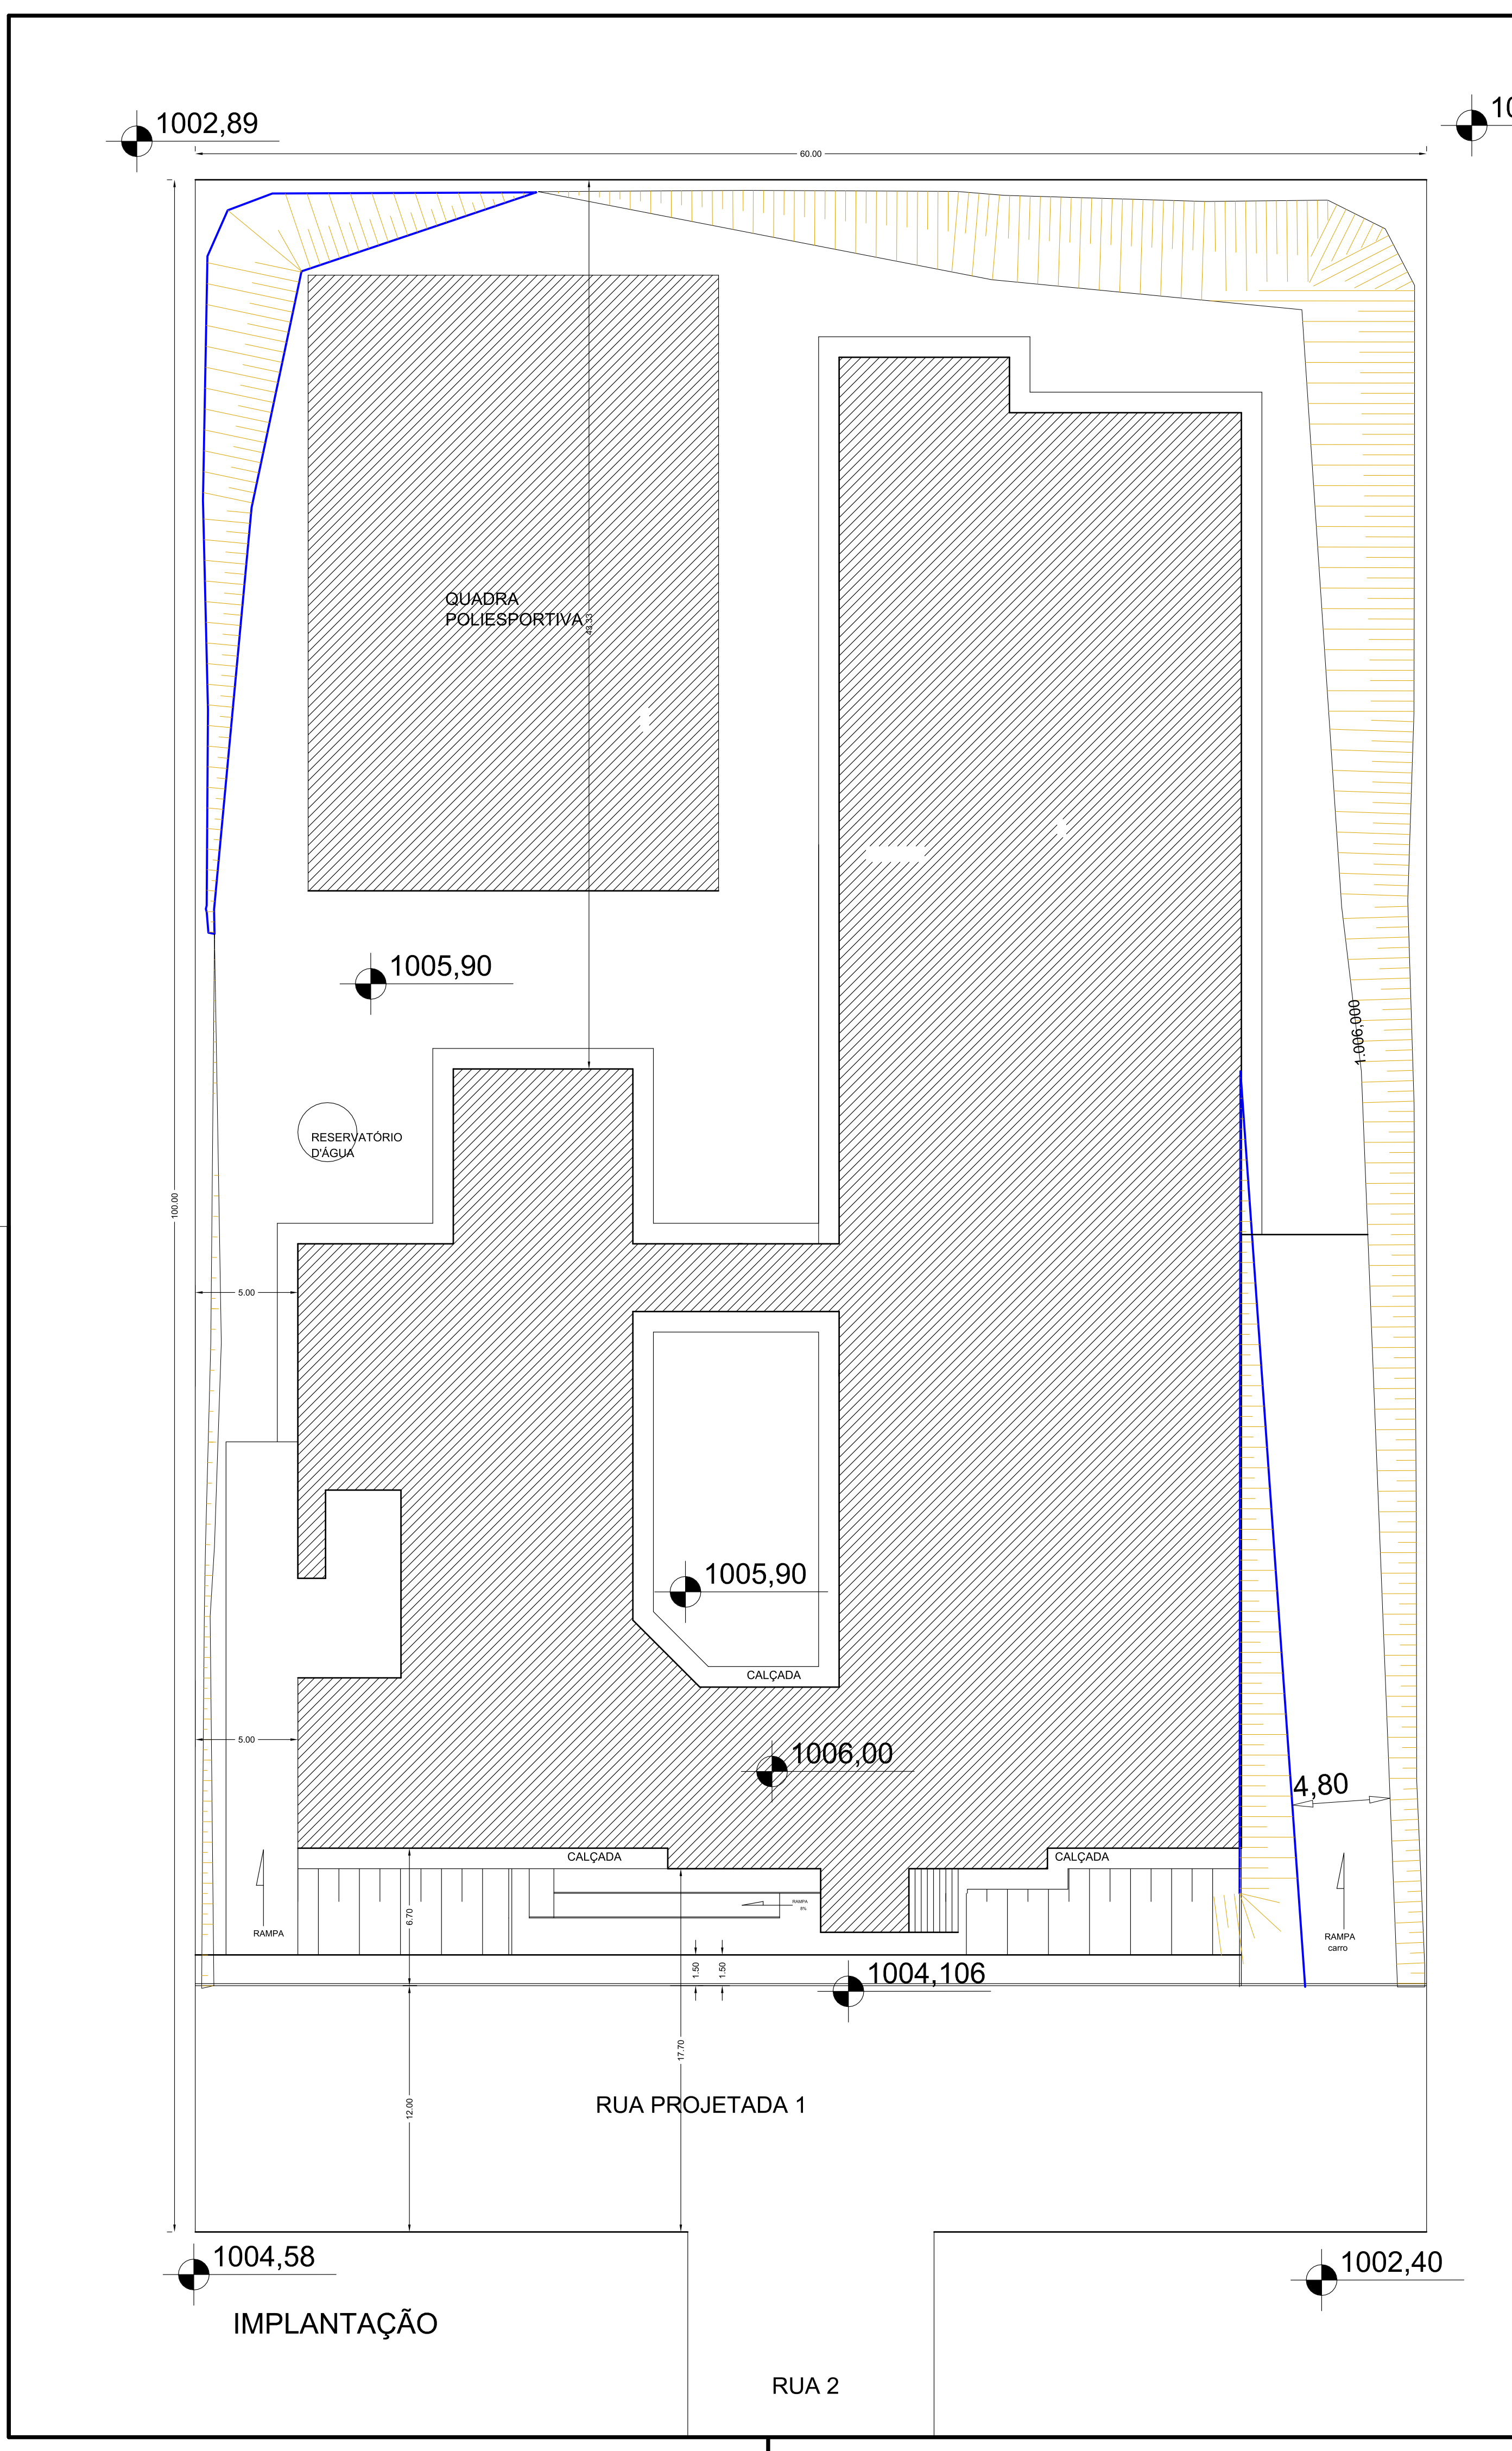 1002,89
60.00
QUADRA
POLIESPORTIVA
43.33
1005,90
1.006,000
RESERVATÓRIO
D'ÁGUA
100.00
5.00
1005,90
CALÇADA
5.00
1006,00
4,80
CALÇADA
CALÇADA
RAMPA
8%
6.70
RAMPA
RAMPA
carro
1.50
1.50
1004,106
17.70
12.00
RUA PROJETADA 1
1004,58
1002,40
IMPLANTAÇÃO
RUA 2